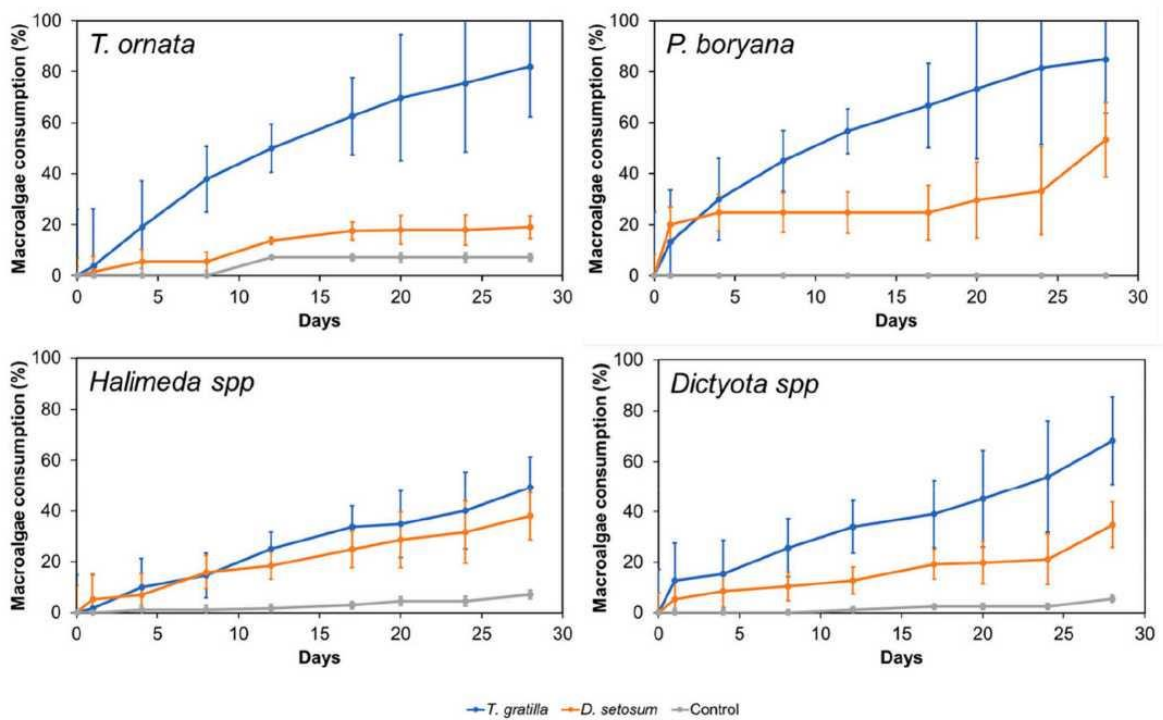 T. ornata
Macroalgae consumption (%)
100
80
60
40
20
0
0 5 10 15 20 25 30
Days
P. boryana
Macroalgae consumption (%)
100
80
60
40
20
0
0 5 10 15 20 25 30
Days
Halimeda spp
Macroalgae consumption (%)
100
80
60
40
20
0
0 5 10 15 20 25 30
Days
Dictyota spp
Macroalgae consumption (%)
100
80
60
40
20
0
0 5 10 15 20 25 30
Days
T. gratilla D. setosum Control